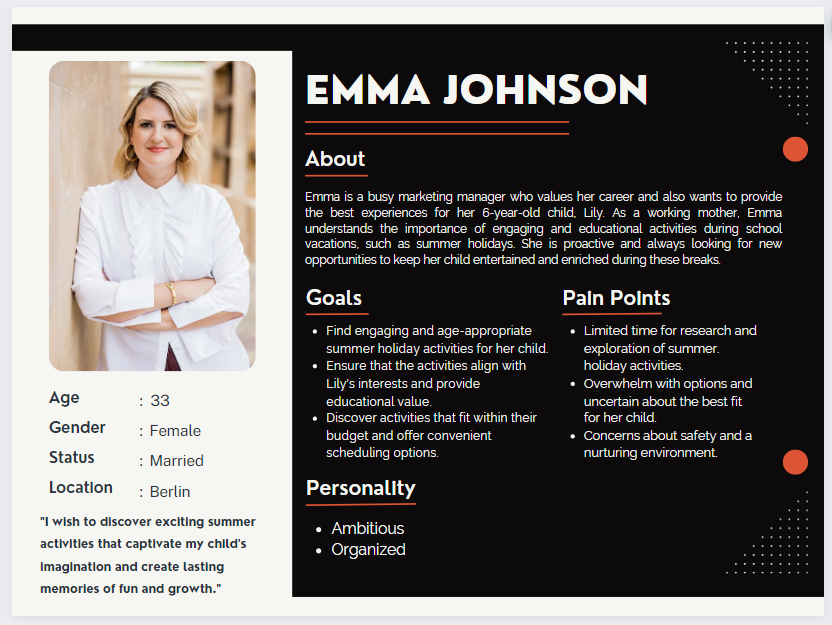 EMMA JOHNSON
About
Emma is a busy marketing manager who values her career and also wants to provide
the best experiences for her 6-year-old child, Lily. As a working mother, Emma
understands the importance of engaging and educational activities during school
vacations, such as summer holidays. She is proactive and always looking for new
opportunities to keep her child entertained and enriched during these breaks.
Goals
• Find engaging and age-appropriate
summer holiday activities for her child.
• Ensure that the activities align with
Lily's interests and provide
educational value.
• Discover activities that fit within their
budget and offer convenient
scheduling options.
Pain Points
• Limited time for research and
exploration of summer.
holiday activities.
• Overwhelm with options and
uncertain about the best fit
for her child.
• Concerns about safety and a
nurturing environment.
Personality
• Ambitious
• Organized
Age : 33
Gender : Female
Status : Married
Location : Berlin
"I wish to discover exciting summer
activities that captivate my child's
imagination and create lasting
memories of fun and growth."